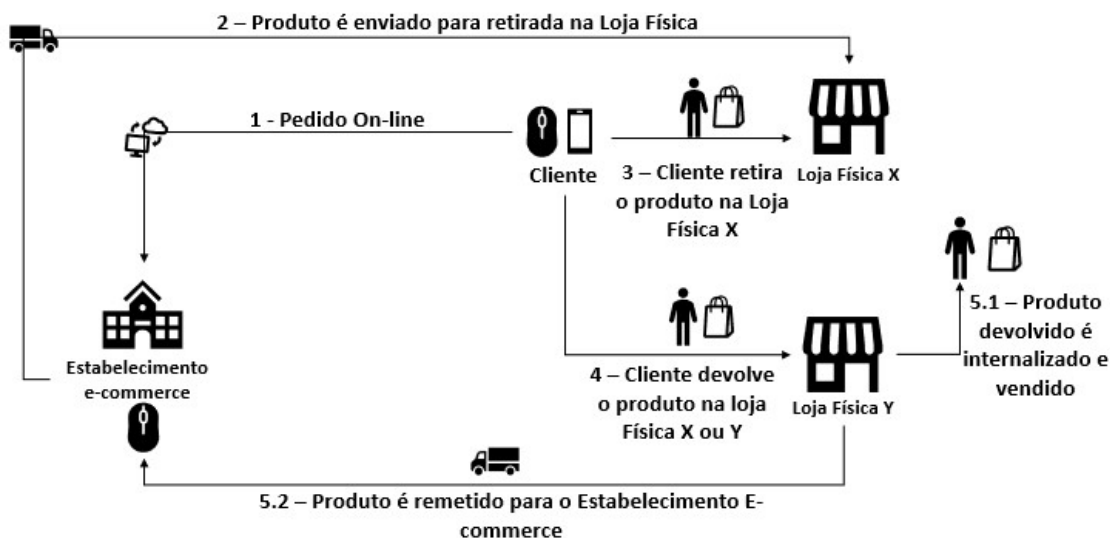 2 – Produto é enviado para retirada na Loja Física
1 - Pedido On-line
Cliente
3 – Cliente retira
o produto na Loja
Física X
Loja Física X
Estabelecimento
e-commerce
4 – Cliente devolve
o produto na loja
Física X ou Y
Loja Física Y
5.1 – Produto
devolvido é
internalizado e
vendido
5.2 – Produto é remetido para o Estabelecimento E-
commerce